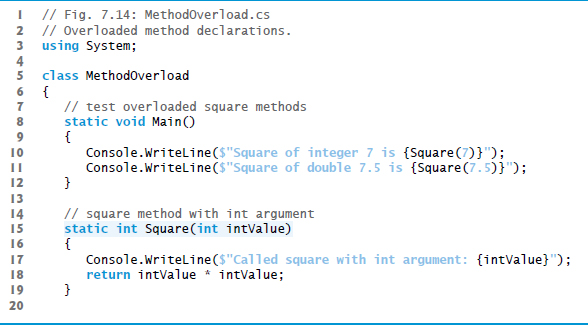 1 // Fig. 7.14: MethodOverload.cs
2 // Overloaded method declarations.
3 using System;
4
5 class MethodOverload
6 {
7 // test overloaded square methods
8 static void Main()
9 {
10 Console.WriteLine($"Square of integer 7 is {Square(7)}");
11 Console.WriteLine($"Square of double 7.5 is {Square(7.5)}");
12 }
13
14 // square method with int argument
15 static int Square(int intValue)
16 {
17 Console.WriteLine($"Called square with int argument: {intValue}");
18 return intValue * intValue;
19 }
20